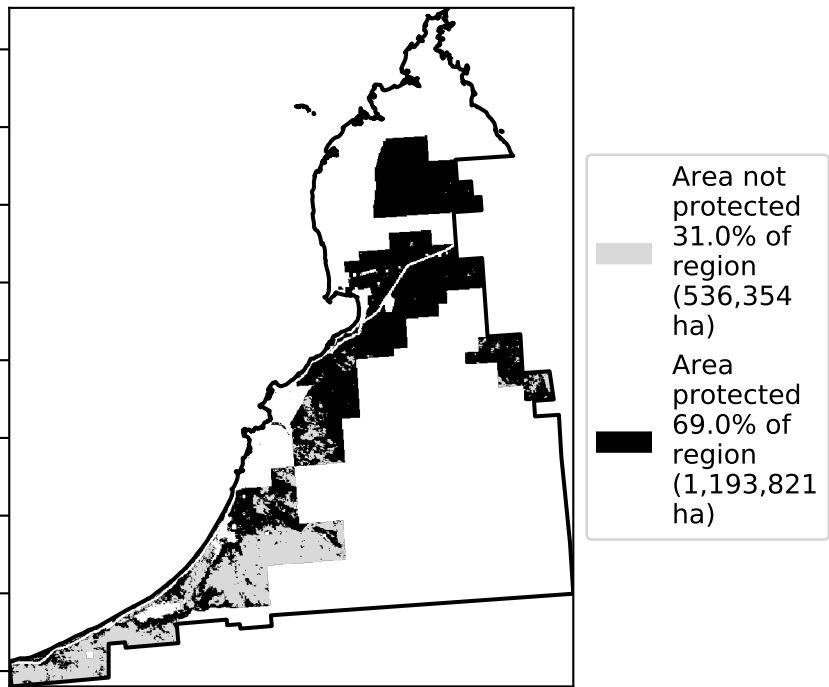 Area not
protected
31.0% of
region
(536,354
ha)
Area
protected
69.0% of
region
(1,193,821
ha)